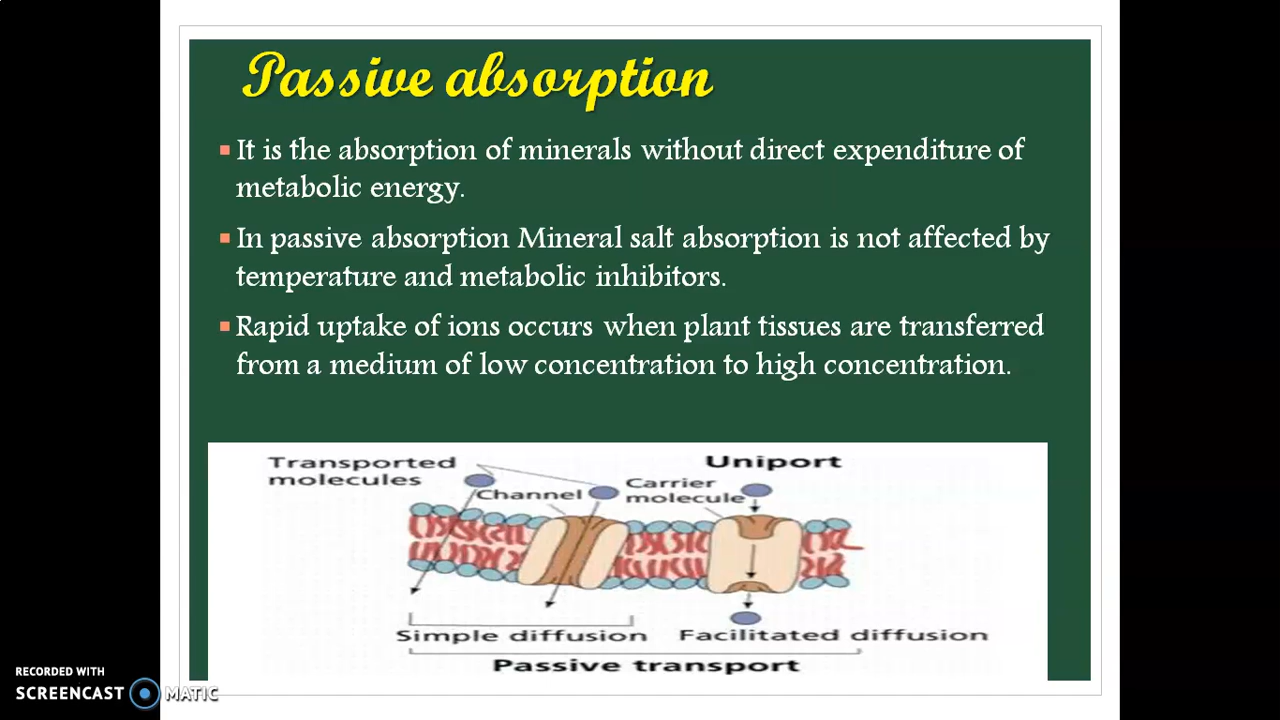 Passive absorption
It is the absorption of minerals without direct expenditure of
metabolic energy.
In passive absorption Mineral salt absorption is not affected by
temperature and metabolic inhibitors.
Rapid uptake of ions occurs when plant tissues are transferred
from a medium of low concentration to high concentration.
Transported
molecules
Channel
Carrier
molecule
Uniport
Simple diffusion
Facilitated diffusion
Passive transport
RECORDED WITH
SCREENCAST MATIC